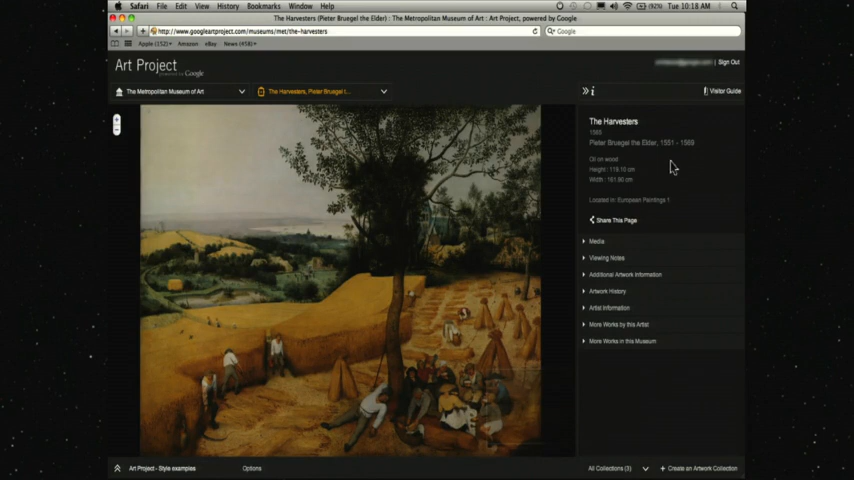 Safari File Edit View History Bookmarks Window Help
(92%) Tue 10:18 AM
The Harvesters (Pieter Bruegel the Elder) : The Metropolitan Museum of Art : Art Project, powered by Google
http://www.googleartproject.com/museums/met/the-harvesters
Google
Apple (152) Amazon eBay News (458)
Art Project
powered by Google
Sign Out
The Metropolitan Museum of Art
The Harvesters, Pieter Bruegel t...
i
Visitor Guide
The Harvesters
1565
Pieter Bruegel the Elder, 1551 - 1569
Oil on wood
Height : 119.10 cm
Width : 161.90 cm
Located in: European Paintings 1
Share This Page
Media
Viewing Notes
Additional Artwork Information
Artwork History
Artist Information
More Works by this Artist
More Works in this Museum
Art Project - Style examples
Options
All Collections (3)
+ Create an Artwork Collection